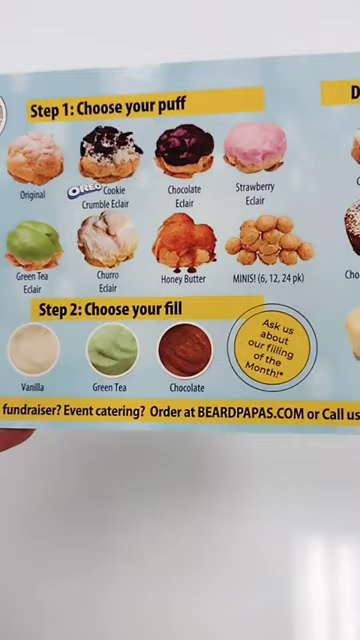 Step 1: Choose your puff
D
Original
OREO Cookie
Crumble Eclair
Chocolate
Eclair
Strawberry
Eclair
Green Tea
Eclair
Churro
Eclair
Honey Butter
MINIS! (6, 12, 24 pk)
Cho
Step 2: Choose your fill
Vanilla
Green Tea
Chocolate
Ask us
about
our filling
of the
Month!*
fundraiser? Event catering? Order at BEARDPAPAS.COM or Call us